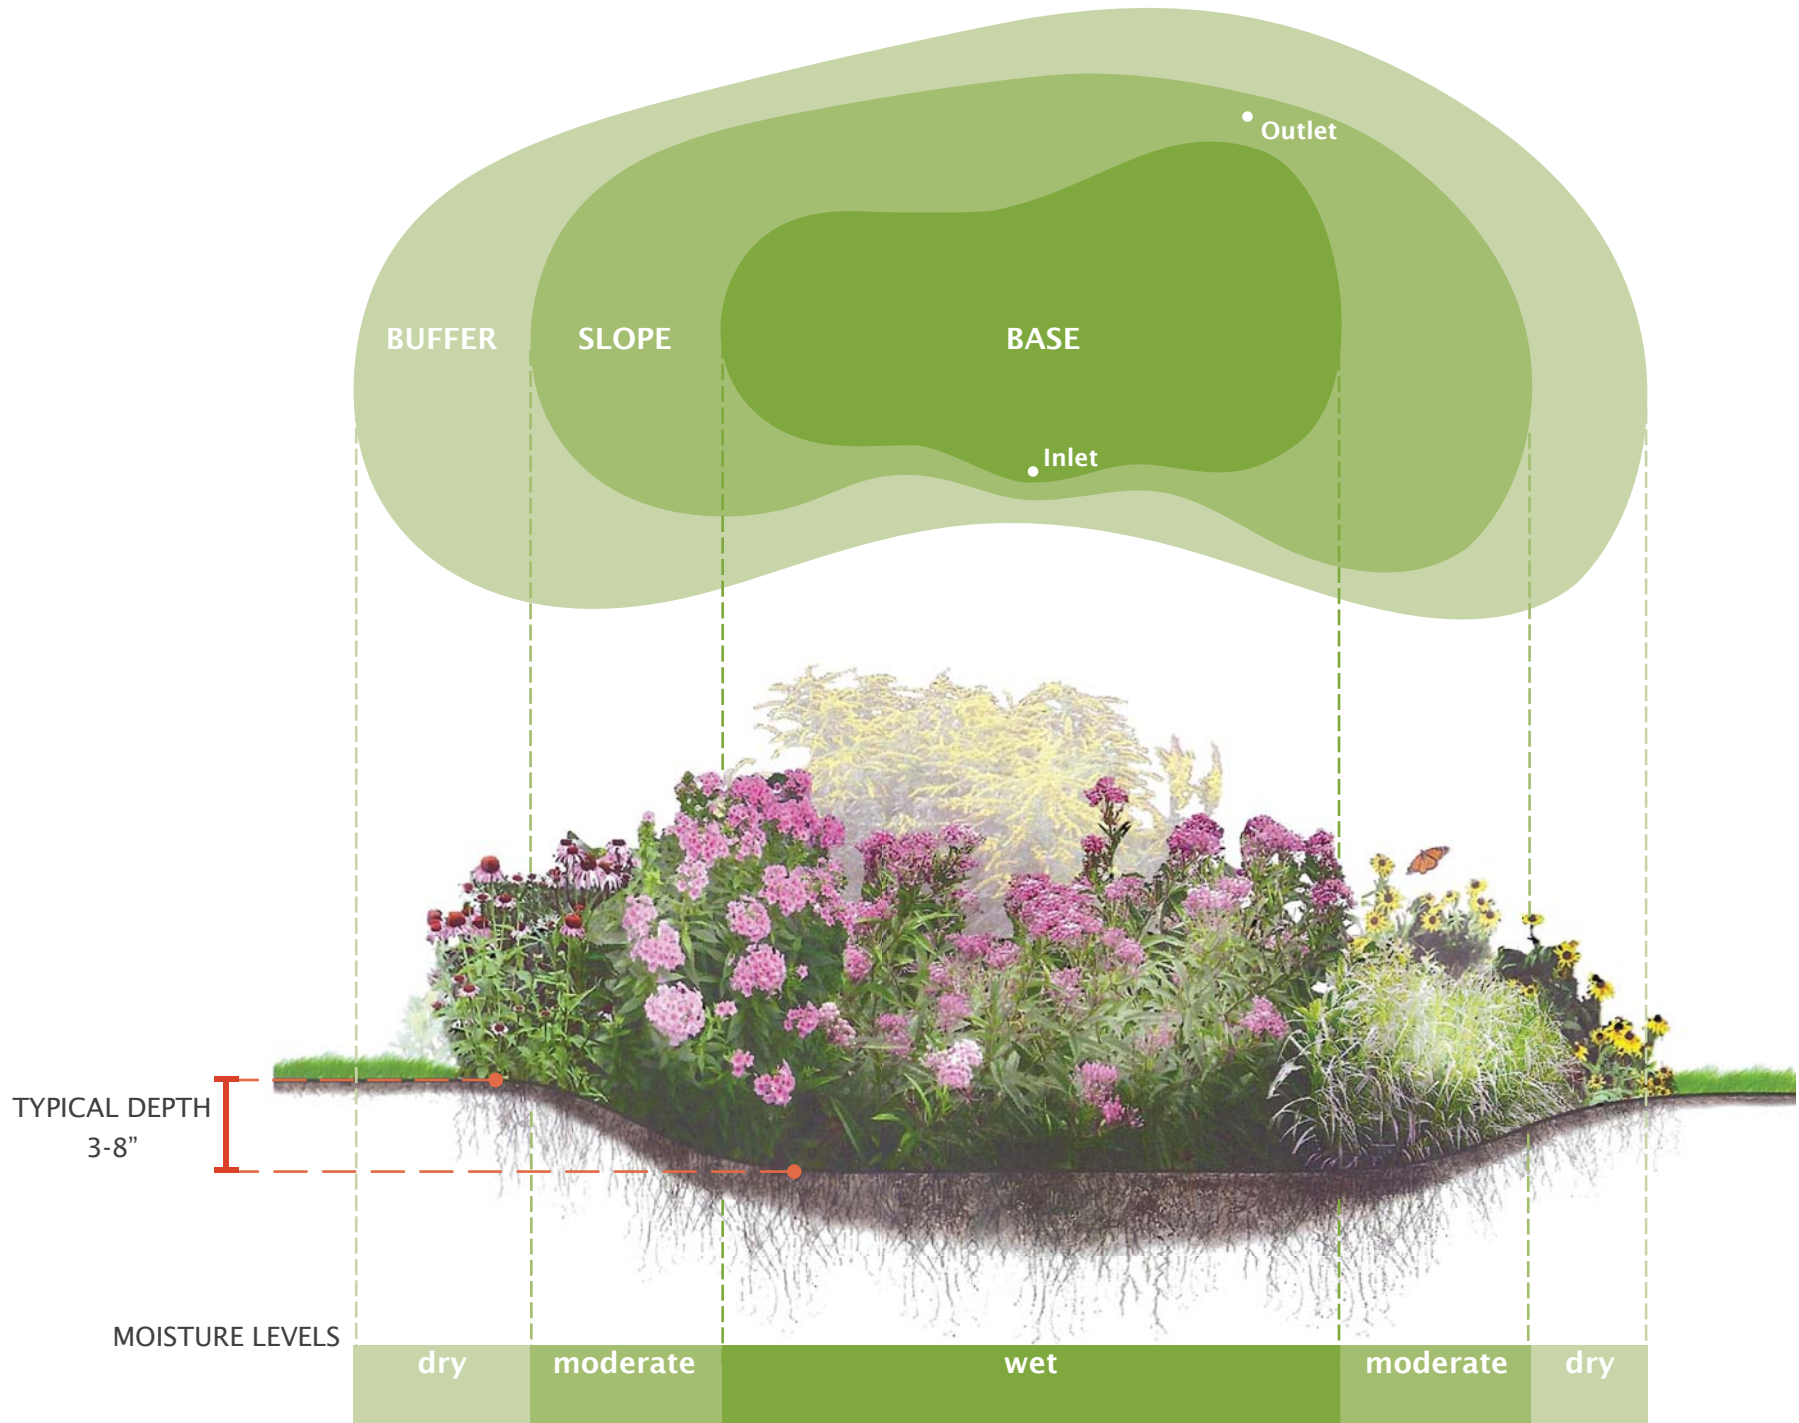 Outlet
BUFFER
SLOPE
BASE
Inlet
TYPICAL DEPTH
3-8”
MOISTURE LEVELS
dry
moderate
wet
moderate
dry